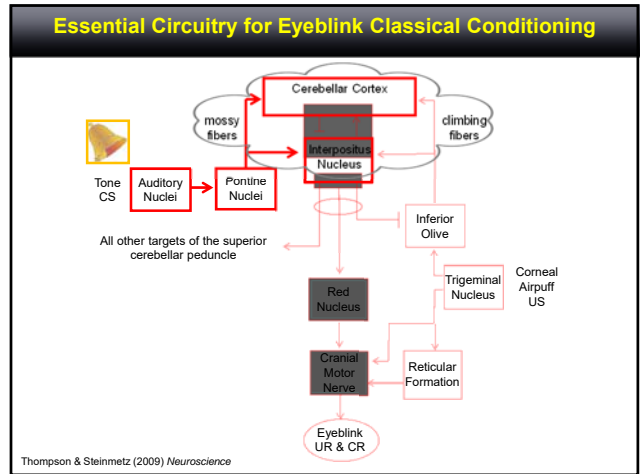 Essential Circuitry for Eyeblink Classical Conditioning
Cerebellar Cortex
mossy
fibers
climbing
fibers
Interpositus
Nucleus
Tone
CS
Auditory
Nuclei
Pontine
Nuclei
Inferior
Olive
All other targets of the superior
cerebellar peduncle
Trigeminal
Nucleus
Corneal
Airpuff
US
Red
Nucleus
Cranial
Motor
Nerve
Reticular
Formation
Eyeblink
UR & CR
Thompson & Steinmetz (2009) Neuroscience